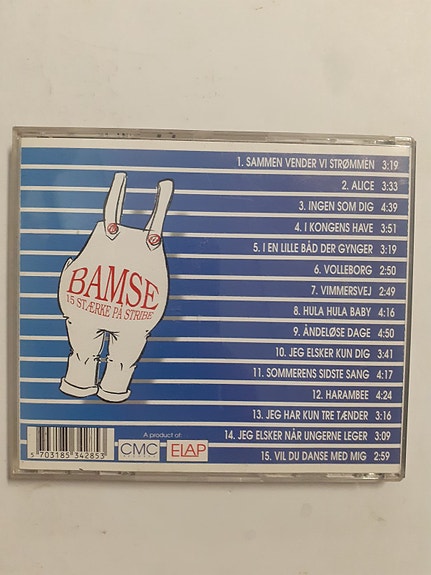 1. SAMMEN VENDER VI STRØMMEN 3:19
2. ALICE 3:33
3. INGEN SOM DIG 4:39
4. I KONGENS HAVE 3:51
5. I EN LILLE BÅD DER GYNGER 3:19
6. VOLLEBORG 2:50
7. VIMMERSVEJ 2:49
8. HULA HULA BABY 4:16
9. ÅNDELØSE DAGE 4:50
10. JEG ELSKER KUN DIG 3:41
11. SOMMERENS SIDSTE SANG 4:17
12. HARAMBEE 4:24
13. JEG HAR KUN TRE TÆNDER 3:16
14. JEG ELSKER NÅR UNGERNE LEGER 3:09
15. VIL DU DANSE MED MIG 2:59
BAMSE
15 STÆRKE PÅ STRIBE
A product of:
CMC
ELAP
5 703185 342853